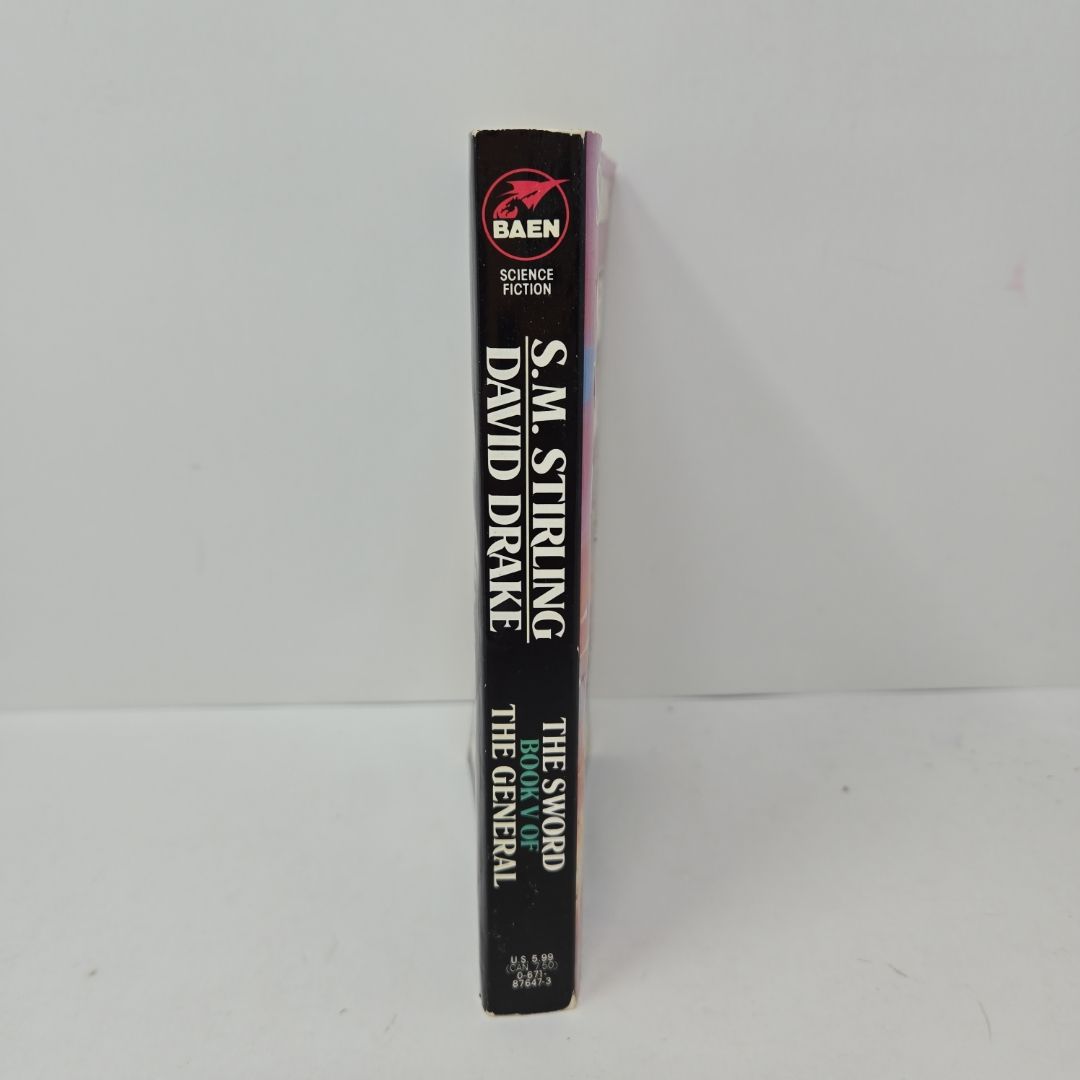 BAEN
SCIENCE
FICTION
S.M. STIRLING
DAVID DRAKE
THE SWORD
BOOK V OF
THE GENERAL
U.S. 5.99
(CAN. 7.50)
0-671-
87647-3